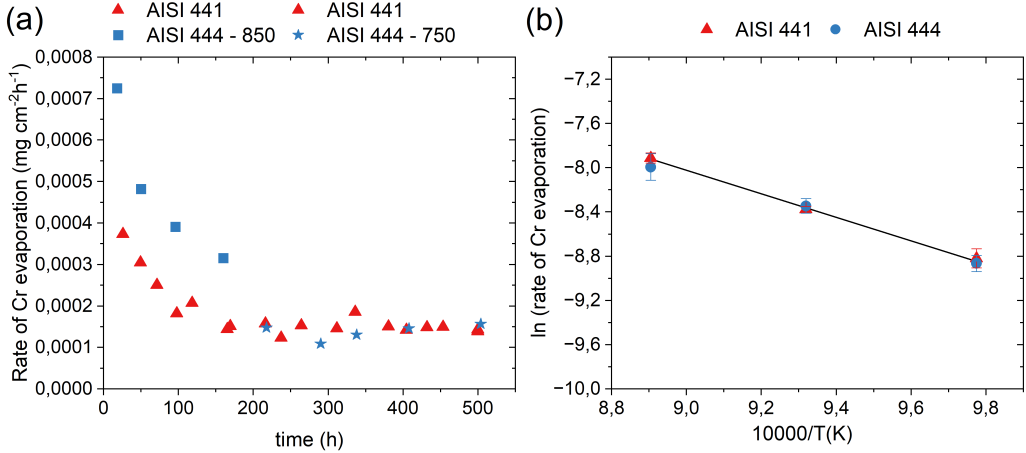 (a)
AISI 441 AISI 441
AISI 444 - 850 AISI 444 - 750
Rate of Cr evaporation (mg cm⁻²h⁻¹)
0,0008
0,0007
0,0006
0,0005
0,0004
0,0003
0,0002
0,0001
0,0000
0 100 200 300 400 500
time (h)
(b)
AISI 441 AISI 444
ln (rate of Cr evaporation)
−7,2
−7,6
−8,0
−8,4
−8,8
−9,2
−9,6
−10,0
8,8 9,0 9,2 9,4 9,6 9,8
10000/T(K)